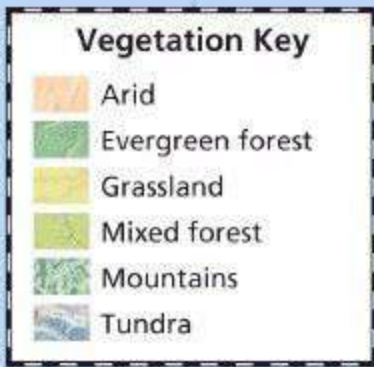 Vegetation Key
Arid
Evergreen forest
Grassland
Mixed forest
Mountains
Tundra